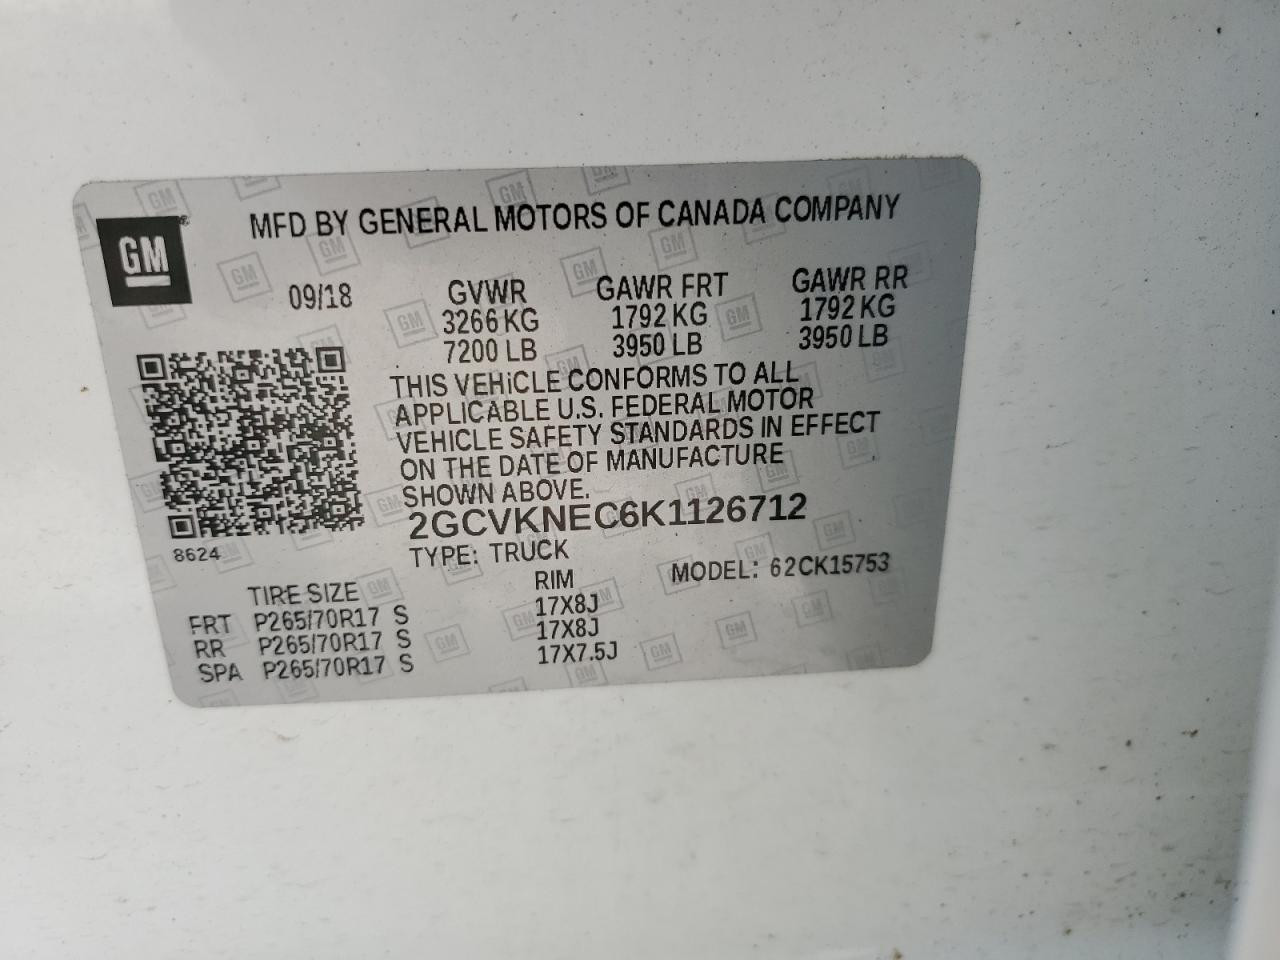 MFD BY GENERAL MOTORS OF CANADA COMPANY
GM
09/18 GVWR GAWR FRT GAWR RR
3266 KG 1792 KG 1792 KG
7200 LB 3950 LB 3950 LB
THIS VEHiCLE CONFORMS TO ALL
APPLICABLE U.S. FEDERAL MOTOR
VEHICLE SAFETY STANDARDS IN EFFECT
ON THE DATE OF MANUFACTURE
SHOWN ABOVE.
2GCVKNEC6K1126712
8624 TYPE: TRUCK MODEL: 62CK15753
TIRE SIZE RIM
FRT P265/70R17 S 17X8J
RR P265/70R17 S 17X8J
SPA P265/70R17 S 17X7.5J